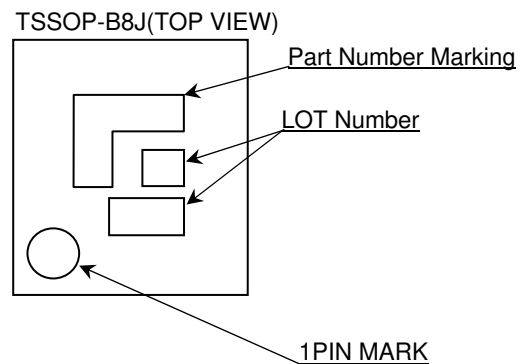 TSSOP-B8J(TOP VIEW)
Part Number Marking
LOT Number
1PIN MARK